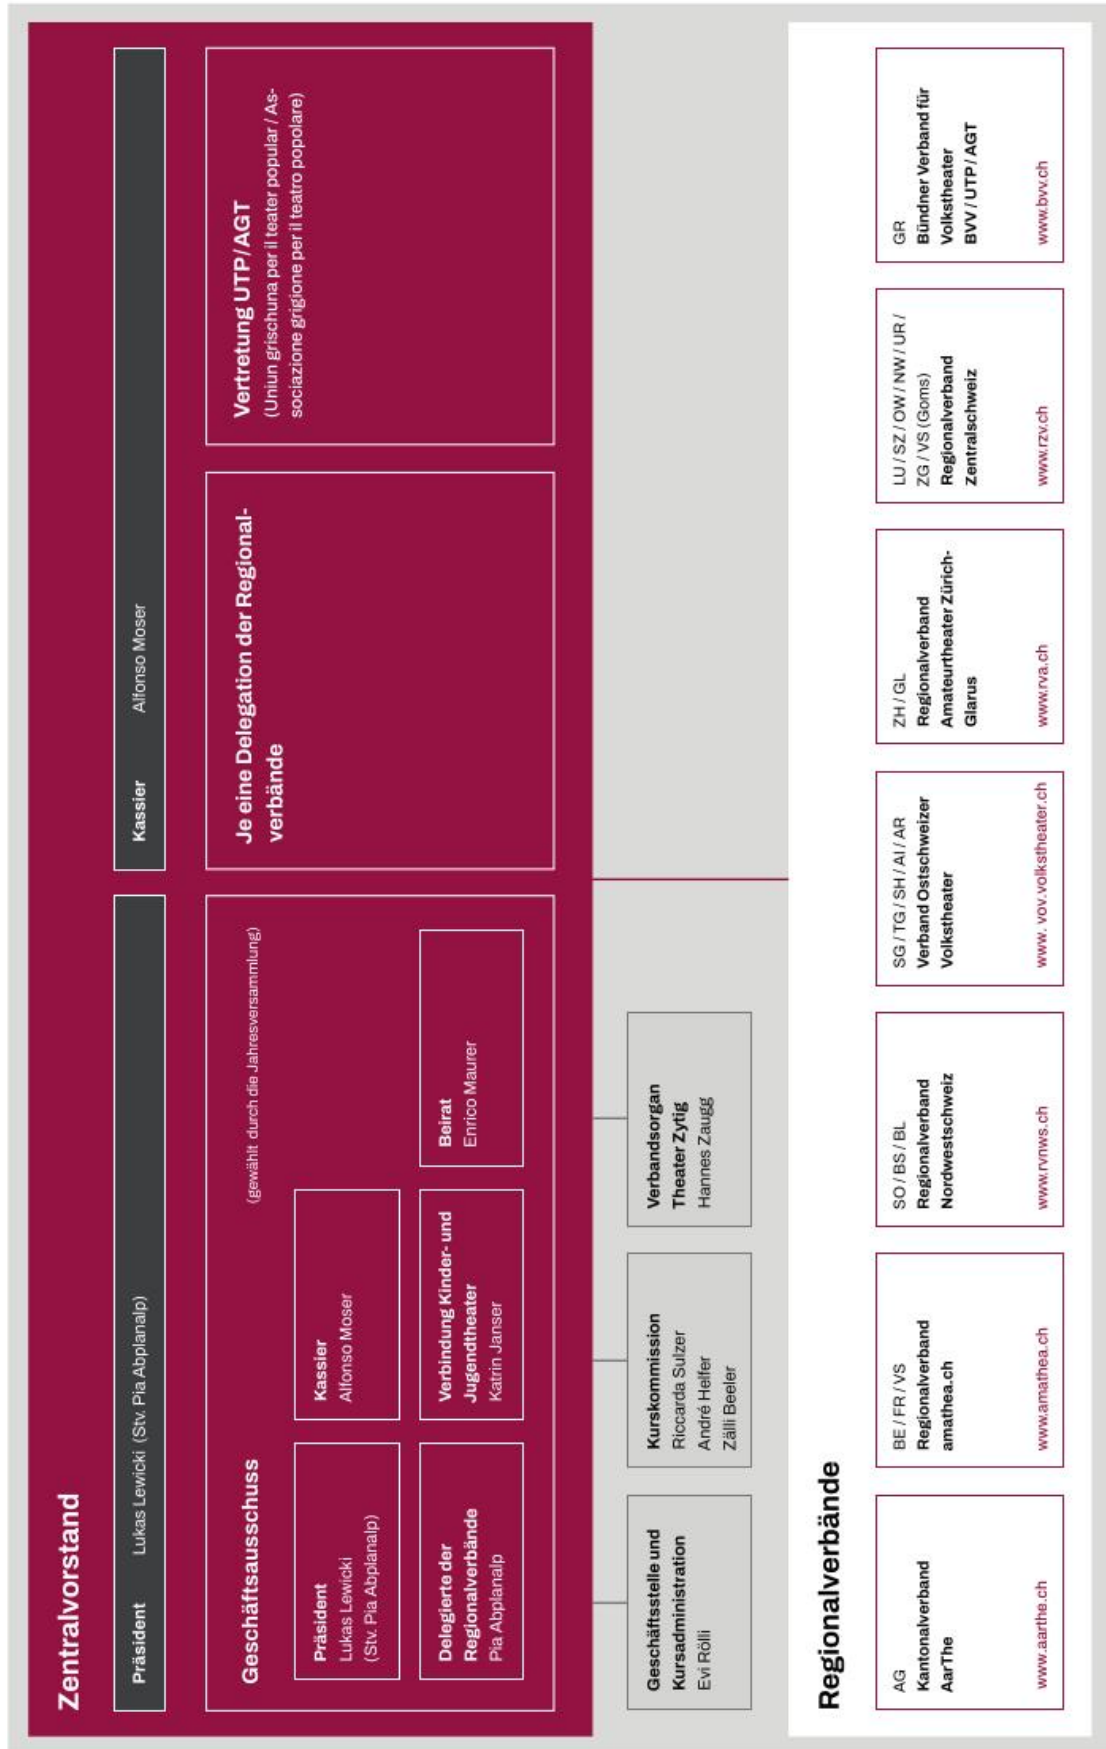 Zentralvorstand
Präsident Lukas Lewicki (Stv. Pia Abplanalp)
Kassier Alfonso Moser
Geschäftsausschuss (gewählt durch die Jahresversammlung)
Präsident
Lukas Lewicki
(Stv. Pia Abplanalp)
Kassier
Alfonso Moser
Delegierte der
Regionalverbände
Pia Abplanalp
Verbindung Kinder- und
Jugendtheater
Katrin Janser
Beirat
Enrico Maurer
Je eine Delegation der Regional-
verbände
Vertretung UTP/AGT
(Uniun grischuna per il teater popular / As-
sociazione grigione per il teatro popolare)
Geschäftsstelle und
Kursadministration
Evi Rölli
Kurskommission
Riccarda Sulzer
André Helfer
Zälli Beeler
Verbandsorgan
Theater Zytig
Hannes Zaugg
Regionalverbände
AG
Kantonalverband
AarThe
www.aarthe.ch
BE / FR / VS
Regionalverband
amathea.ch
www.amathea.ch
SO / BS / BL
Regionalverband
Nordwestschweiz
www.rvnws.ch
SG / TG / SH / AI / AR
Verband Ostschweizer
Volkstheater
www. vov.volkstheater.ch
ZH / GL
Regionalverband
Amateurtheater Zürich-
Glarus
www.rva.ch
LU / SZ / OW / NW / UR /
ZG / VS (Goms)
Regionalverband
Zentralschweiz
www.rzv.ch
GR
Bündner Verband für
Volkstheater
BVV / UTP / AGT
www.bvv.ch